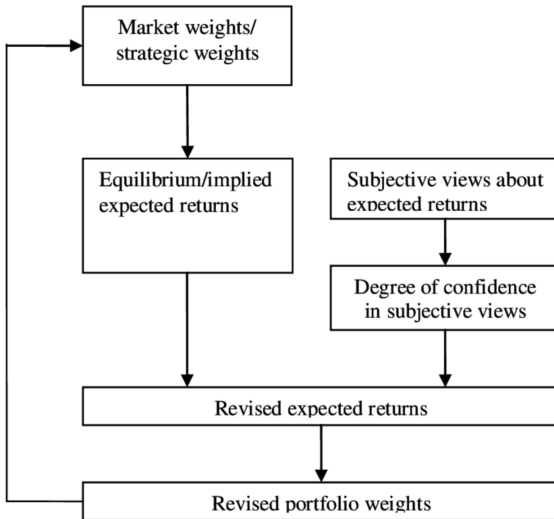 Market weights/
strategic weights
Equilibrium/implied
expected returns
Subjective views about
expected returns
Degree of confidence
in subjective views
Revised expected returns
Revised portfolio weights